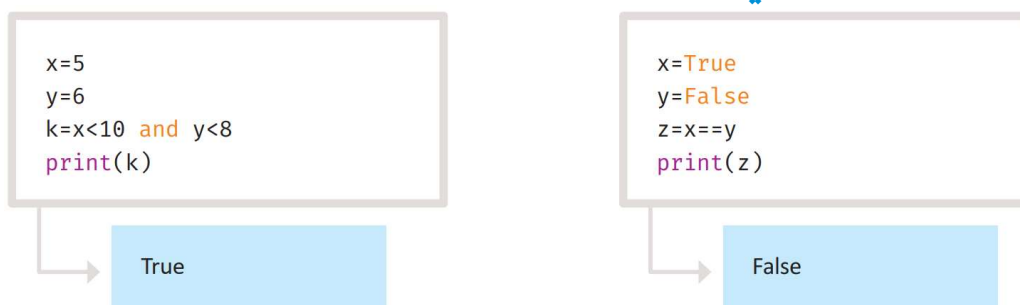 x=5
y=6
k=x<10 and y<8
print(k)
True
x=True
y=False
z=x==y
print(z)
False